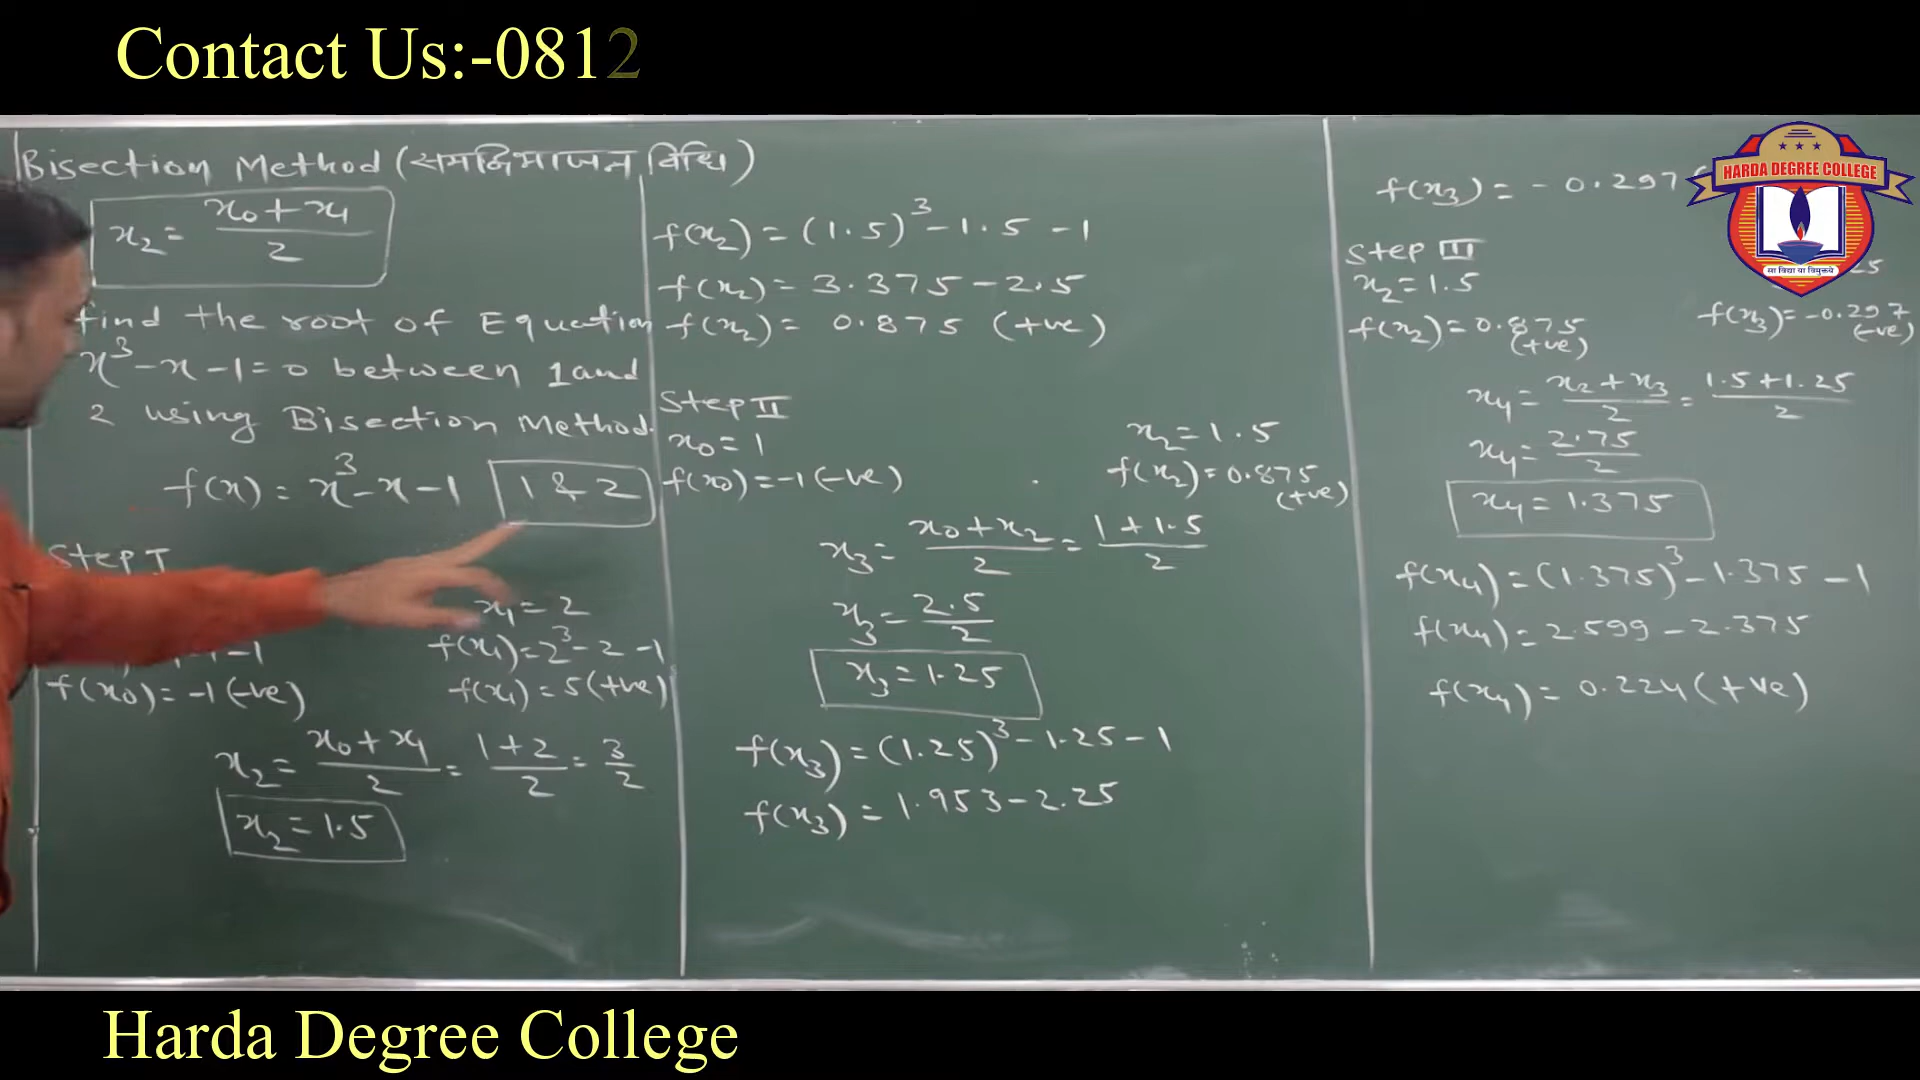 Contact Us:-0812
Bisection Method (समद्विभाजन विधि)
x₂ = (x₀+x₁)/2
find the root of Equation
x³-x-1=0 between 1 and
2 using Bisection Method.
f(x) = x³-x-1 1 & 2
Step I
x₁=2
f(x₁)=2³-2-1
f(x₀)=-1(-ve) f(x₁)=5(+ve)
x₂ = (x₀+x₁)/2 = (1+2)/2 = 3/2
x₂=1.5
f(x₂) = (1.5)³-1.5-1
f(x₂)=3.375-2.5
f(x₂)= 0.875 (+ve)
Step II
x₀=1 x₂=1.5
f(x₀)=-1(-ve) f(x₂)=0.875 (+ve)
x₃ = (x₀+x₂)/2 = (1+1.5)/2
x₃ = 2.5/2
x₃=1.25
f(x₃)=(1.25)³-1.25-1
f(x₃)=1.953-2.25
f(x₃) = -0.297
Step III
x₂=1.5
f(x₂)=0.875 (+ve) f(x₃)=-0.297 (-ve)
x₄ = (x₂+x₃)/2 = (1.5+1.25)/2
x₄ = 2.75/2
x₄=1.375
f(x₄)=(1.375)³-1.375-1
f(x₄)=2.599-2.375
f(x₄)=0.224(+ve)
HARDA DEGREE COLLEGE
सा विद्या या विमुक्तये
Harda Degree College